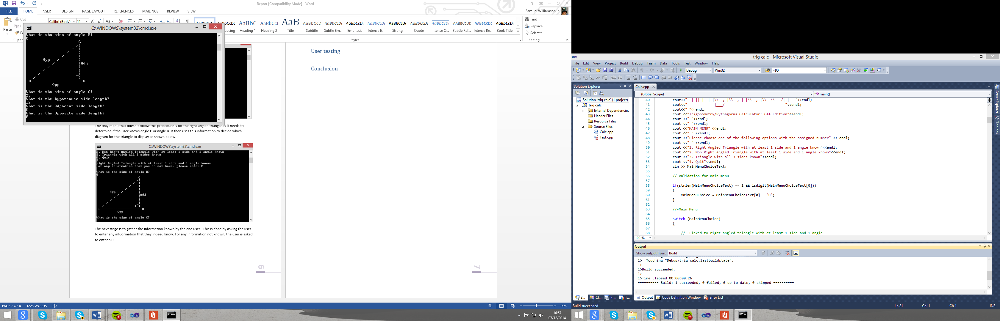 Report [Compatibility Mode] - Word
FILE HOME INSERT DESIGN PAGE LAYOUT REFERENCES MAILINGS REVIEW VIEW
Samuel Williamson
Paste
Cut
Clipbo
Calibri (Body) 11
AaBbC AaBbCcI AaB AaBbCcD
pacing Heading 1 Heading 2 Title Subtitle Subtle Em... Emphasis Intense E... Strong Quote Intense Q... Subtle Ref... Intense Re... Book Title
Styles
Find
Replace
Select
Editing
C:\WINDOWS\system32\cmd.exe
What is the size of angle B?
0
C
Hyp
Adj
B A
Opp
What is the size of angle C?
25
What is the hypotenuse side length?
12
What is the Adjacent side length?
0
What is the Opposite side length?
0
The only menu that doesn't follow this procedure is for the right angled triangle as it needs to
determine if the user knows angle C or angle B. It then uses this information to decide which
diagram for the triangle to display as shown below.
C:\WINDOWS\system32\cmd.exe
2. Non Right Angled Triangle with at least 1 side and 1 angle known
3. Triangle with all 3 sides known
4. Quit
1
Right Angled Triangle with at least 1 side and 1 angle known
For any information that you do not have, please enter 0
What is the size of angle B?
0
C
Hyp
Adj
B A
Opp
What is the size of angle C?
The next stage is to gather the information known by the end user.  This is done by asking the user
to enter any inf0ormation that they indeed know. For any information not known, the user is asked
to enter a 0.
6
User testing
Conclusion
7
PAGE 7 OF 8 1223 WORDS
90%
16:57
07/12/2014
trig calc - Microsoft Visual Studio
File Edit View Project Build Debug Team Data Tools Test Window Help
Debug Win32 =90
Solution Explorer
Solution 'trig calc' (1 project)
trig calc
External Dependencies
Header Files
Resource Files
Source Files
Calc.cpp
Test.cpp
Calc.cpp
(Global Scope) main()
40 cout<<"  |_||_|  |_|\\__, |\\__,_|_|\\__,_|\\__\\___/|_|   "<<endl;
41 cout<<"             |___/                             "<<endl;
42 cout<<" "<<endl;
43 cout <<"Trigonometry/Pythagoras Calculator: C++ Edition"<<endl;
44 cout <<" "<<endl;
45 cout <<" "<<endl;
46 cout <<"MAIN MENU" <<endl;
47 cout <<" " <<endl;
48 cout <<"Please choose one of the following options with the assigned number" << endl;
49 cout <<" " <<endl;
50 cout <<"1. Right Angled Triangle with at least 1 side and 1 angle known"<<endl;
51 cout <<"2. Non Right Angled Triangle with at least 1 side and 1 angle known"<<endl;
52 cout <<"3. Triangle with all 3 sides known"<<endl;
53 cout <<"4. Quit"<<endl;
54 cin >> MainMenuChoiceText;
55
56 //-Validation for main menu
57
58 if(strlen(MainMenuChoiceText) == 1 && isdigit(MainMenuChoiceText[0]))
59 {
60 MainMenuChoice = MainMenuChoiceText[0] - '0';
61 }
62
63 //-Main Menu
64
65 switch (MainMenuChoice)
66 {
67
68 //- Linked to right angled triangle with at least 1 side and 1 angle
100 %
Output
Show output from: Build
1>  Touching "Debug\trig calc.lastbuildstate".
1>
1>Build succeeded.
1>
1>Time Elapsed 00:00:00.26
========== Build: 1 succeeded, 0 failed, 0 up-to-date, 0 skipped ==========
S... Cl... Pr... T...
Output Code Definition Window Error List
Server Explorer
Toolbox
Build succeeded Ln 21 Col 1 Ch 1 INS